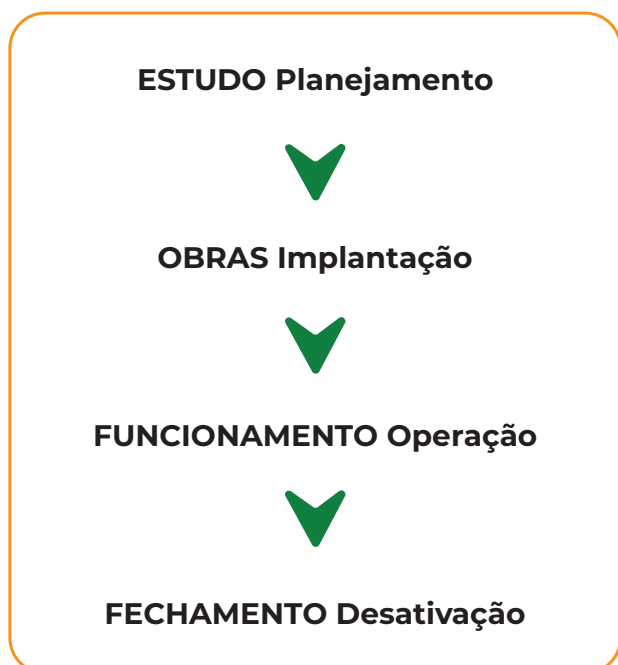 ESTUDO Planejamento
OBRAS Implantação
FUNCIONAMENTO Operação
FECHAMENTO Desativação